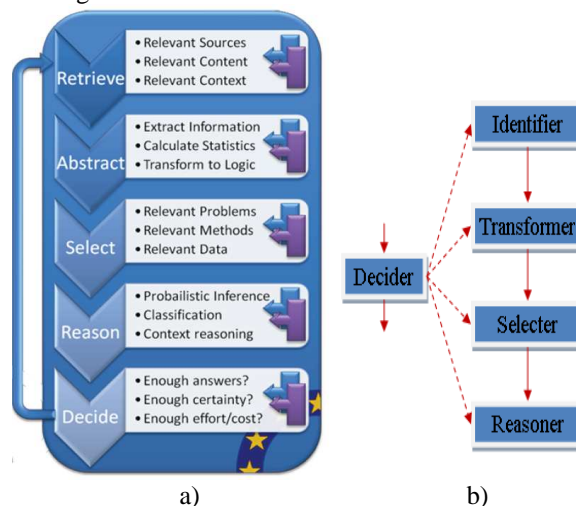 Retrieve
• Relevant Sources
• Relevant Content
• Relevant Context
Abstract
• Extract Information
• Calculate Statistics
• Transform to Logic
Select
• Relevant Problems
• Relevant Methods
• Relevant Data
Reason
• Probailistic Inference
• Classification
• Context reasoning
Decide
• Enough answers?
• Enough certainty?
• Enough effort/cost?
a)
Decider
Identifier
Transformer
Selecter
Reasoner
b)